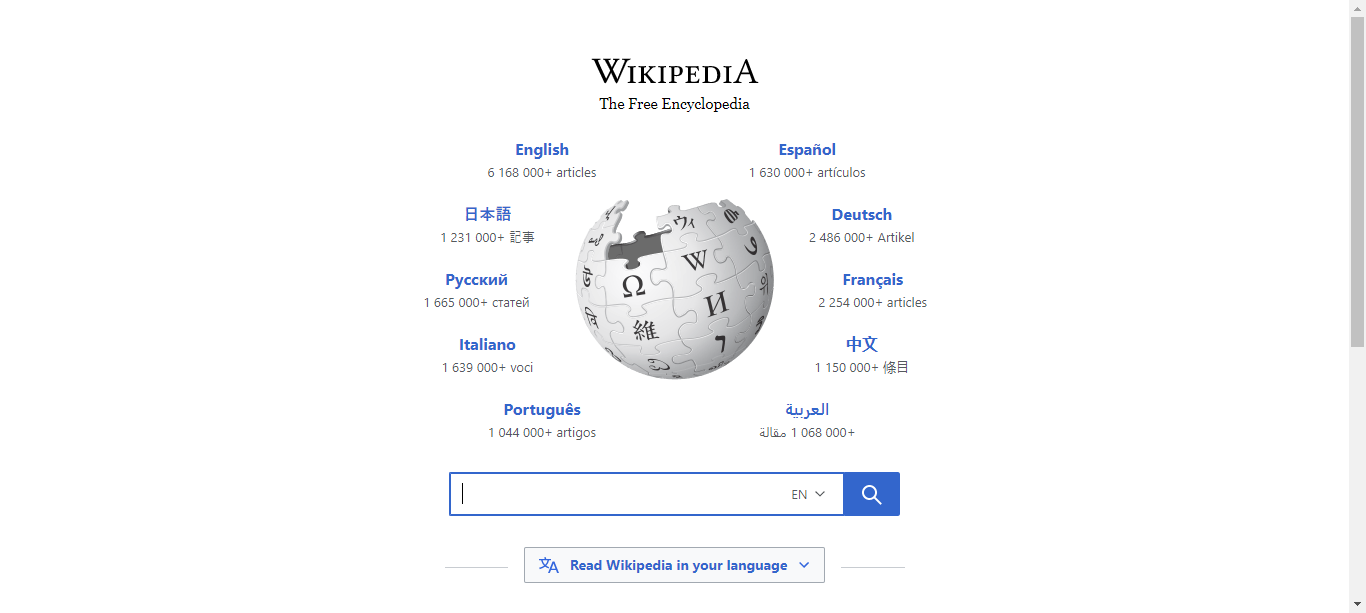 WIKIPEDIA
The Free Encyclopedia
English
6 168 000+ articles
Español
1 630 000+ artículos
日本語
1 231 000+ 記事
Deutsch
2 486 000+ Artikel
Русский
1 665 000+ статей
Français
2 254 000+ articles
Italiano
1 639 000+ voci
中文
1 150 000+ 條目
Português
1 044 000+ artigos
العربية
1 068 000+ مقالة
Ω
W
И
維
ウィ
EN
Read Wikipedia in your language